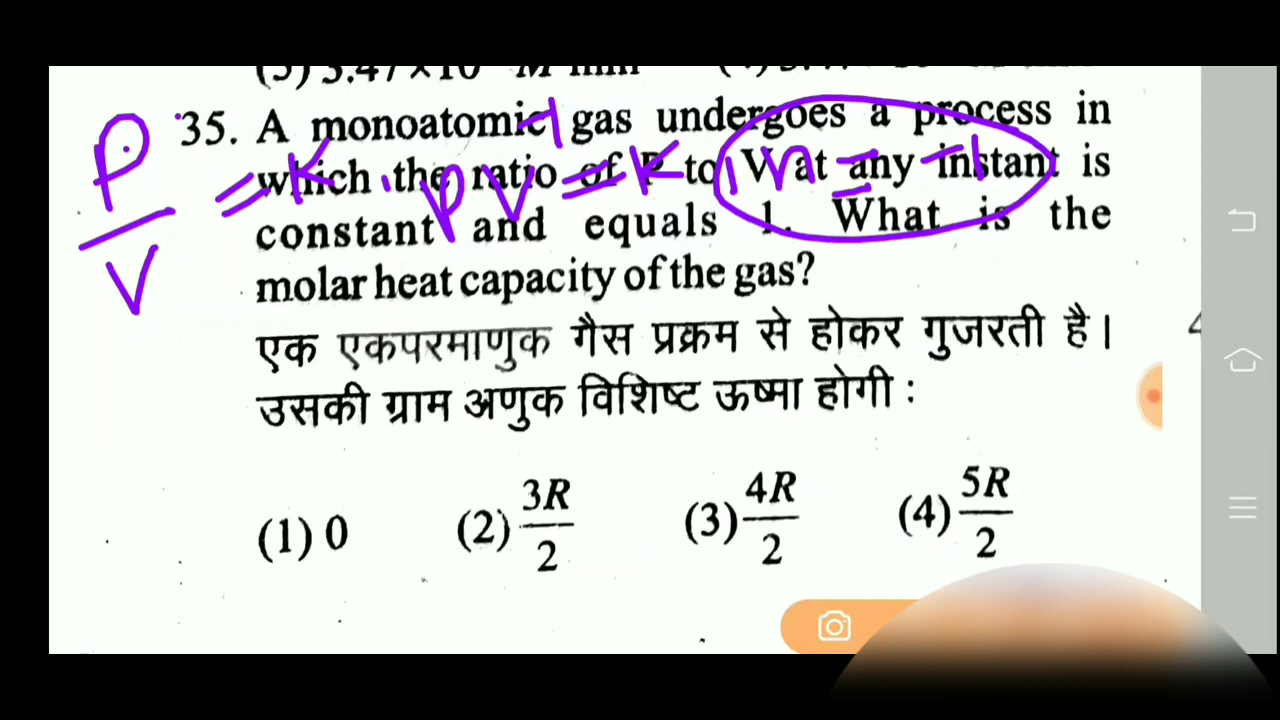 35. A monoatomic gas undergoes a process in
which the ratio of P to V at any instant is
constant and equals 1. What is the
molar heat capacity of the gas?
एक एकपरमाणुक गैस प्रक्रम से होकर गुजरती है।
उसकी ग्राम अणुक विशिष्ट ऊष्मा होगी :
(1) 0 (2) 3R/2 (3) 4R/2 (4) 5R/2
P/V = K
PV⁻¹ = K
n = -1